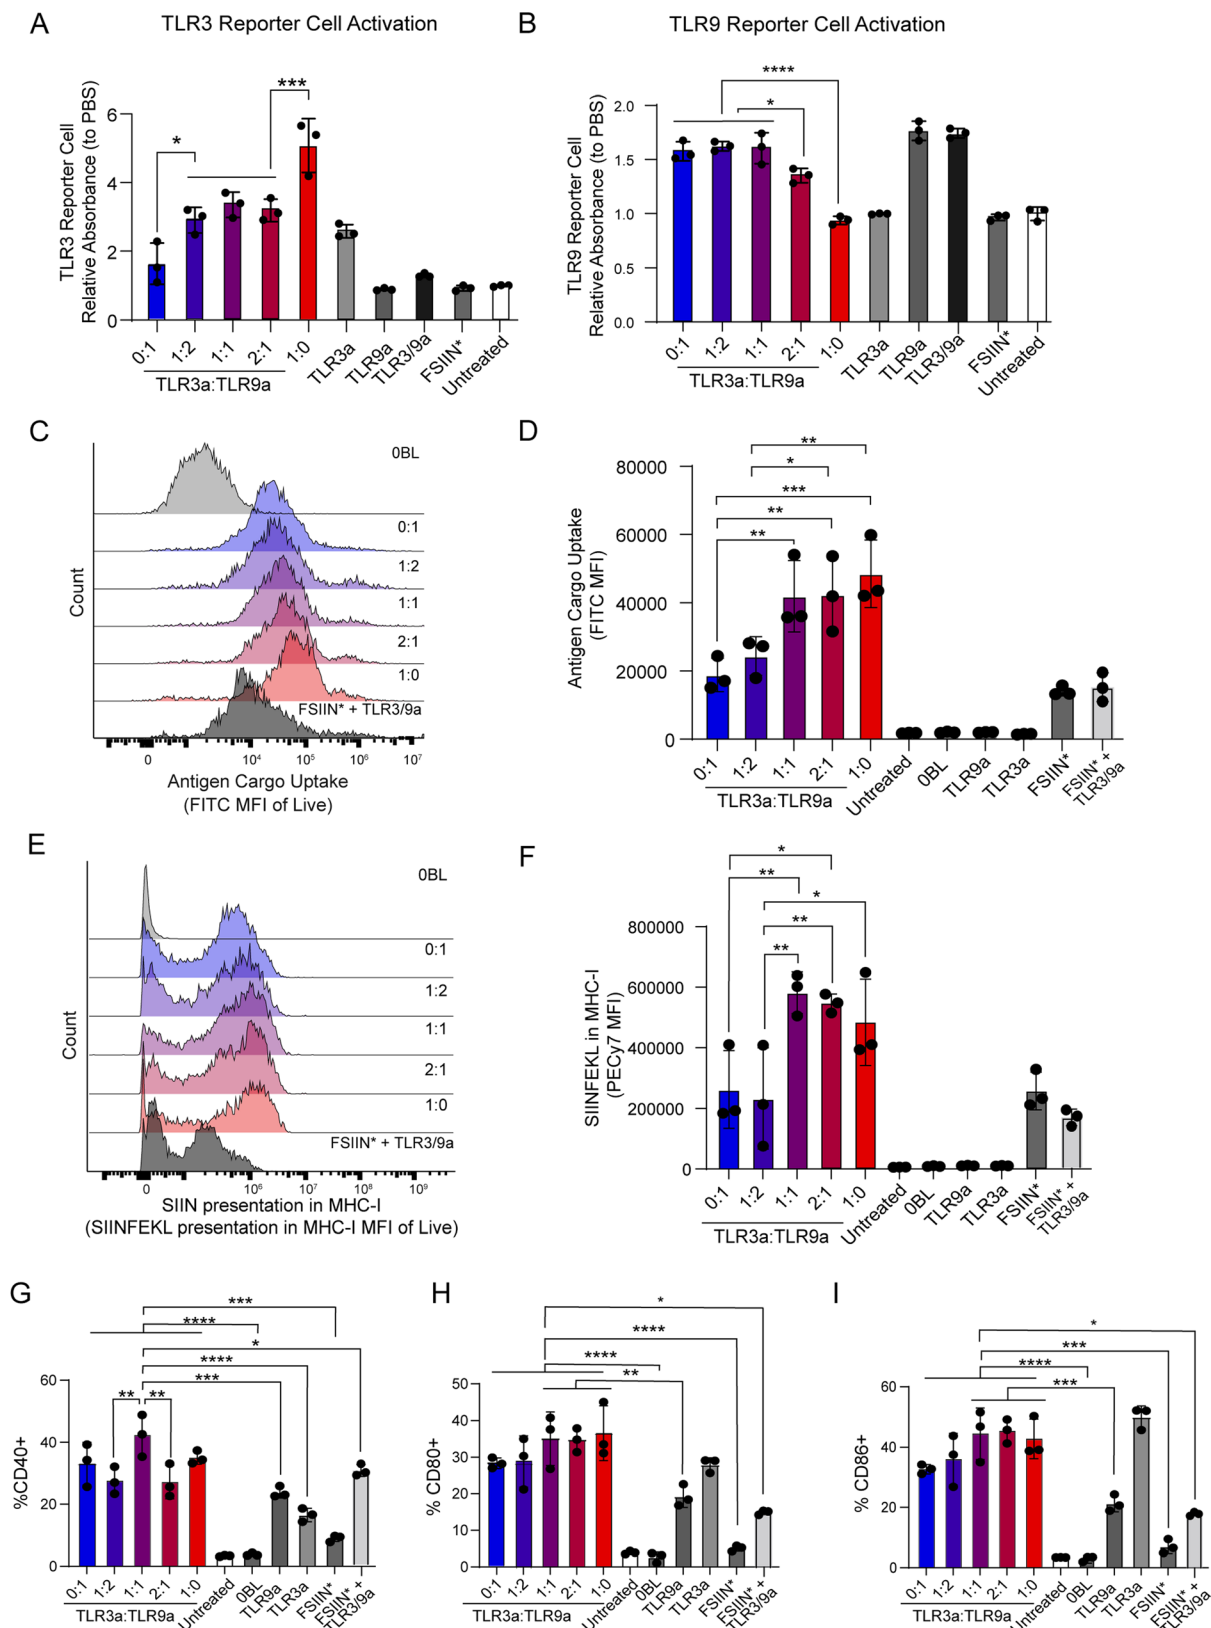 A
TLR3 Reporter Cell Activation
TLR3 Reporter Cell
Relative Absorbance (to PBS)
6
4
2
0
*
***
0:1
1:2
1:1
2:1
1:0
TLR3a
TLR9a
TLR3/9a
FSIIN*
Untreated
TLR3a:TLR9a
B
TLR9 Reporter Cell Activation
TLR9 Reporter Cell
Relative Absorbance (to PBS)
2.0
1.5
1.0
0.5
0.0
****
*
0:1
1:2
1:1
2:1
1:0
TLR3a
TLR9a
TLR3/9a
FSIIN*
Untreated
TLR3a:TLR9a
C
Count
0BL
0:1
1:2
1:1
2:1
1:0
FSIIN* + TLR3/9a
0
10⁴
10⁵
10⁶
10⁷
Antigen Cargo Uptake
(FITC MFI of Live)
D
Antigen Cargo Uptake
(FITC MFI)
80000
60000
40000
20000
0
**
*
***
**
**
0:1
1:2
1:1
2:1
1:0
Untreated
0BL
TLR9a
TLR3a
FSIIN*
FSIIN* +
TLR3/9a
TLR3a:TLR9a
E
Count
0BL
0:1
1:2
1:1
2:1
1:0
FSIIN* + TLR3/9a
0
10⁶
10⁷
10⁸
10⁹
SIIN presentation in MHC-I
(SIINFEKL presentation in MHC-I MFI of Live)
F
SIINFEKL in MHC-I
(PECy7 MFI)
800000
600000
400000
200000
0
*
**
*
**
**
0:1
1:2
1:1
2:1
1:0
Untreated
0BL
TLR9a
TLR3a
FSIIN*
FSIIN* +
TLR3/9a
TLR3a:TLR9a
G
%CD40+
60
40
20
0
***
****
*
****
***
**
**
0:1
1:2
1:1
2:1
1:0
Untreated
0BL
TLR9a
TLR3a
FSIIN*
FSIIN* +
TLR3/9a
TLR3a:TLR9a
H
% CD80+
50
40
30
20
10
0
*
****
****
**
0:1
1:2
1:1
2:1
1:0
Untreated
0BL
TLR9a
TLR3a
FSIIN*
FSIIN* +
TLR3/9a
TLR3a:TLR9a
I
% CD86+
60
40
20
0
*
***
****
***
0:1
1:2
1:1
2:1
1:0
Untreated
0BL
TLR9a
TLR3a
FSIIN*
FSIIN* +
TLR3/9a
TLR3a:TLR9a